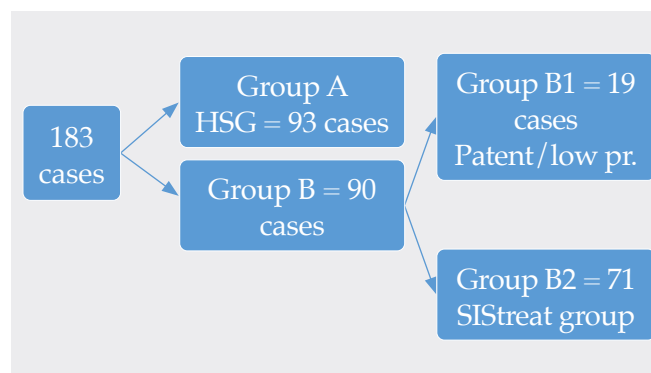 183
cases
Group A
HSG = 93 cases
Group B = 90
cases
Group B1 = 19
cases
Patent/low pr.
Group B2 = 71
SIStreat group